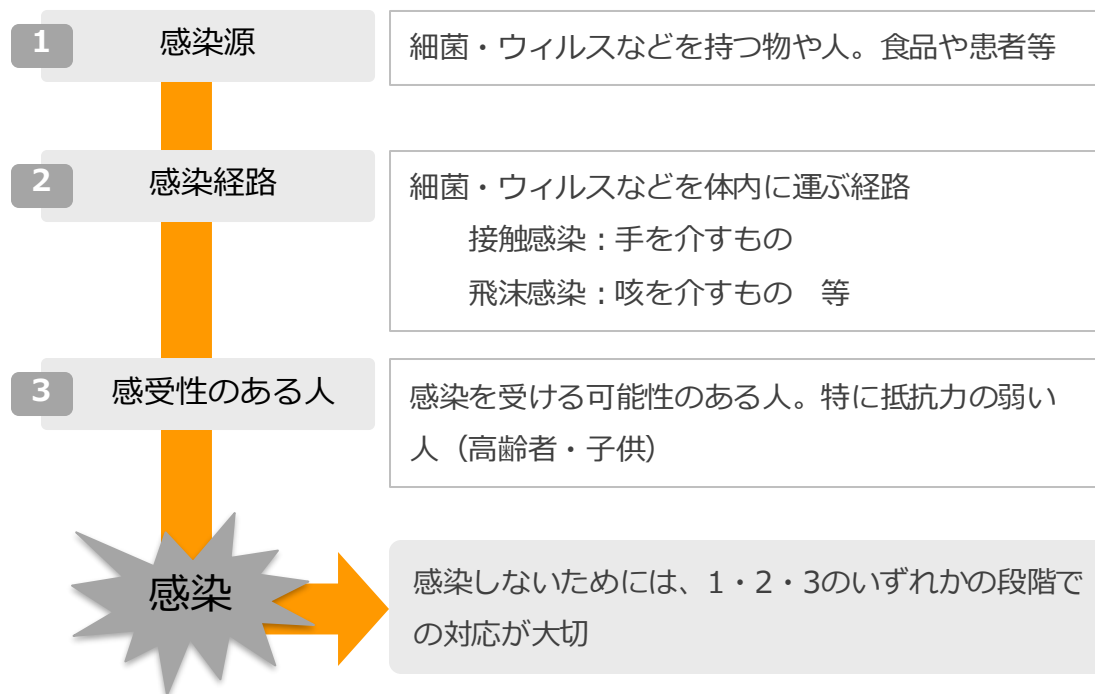 1 感染源
細菌・ウィルスなどを持つ物や人。食品や患者等
2 感染経路
細菌・ウィルスなどを体内に運ぶ経路
接触感染：手を介すもの
飛沫感染：咳を介すもの　等
3 感受性のある人
感染を受ける可能性のある人。特に抵抗力の弱い
人（高齢者・子供）
感染
感染しないためには、1・2・3のいずれかの段階で
の対応が大切